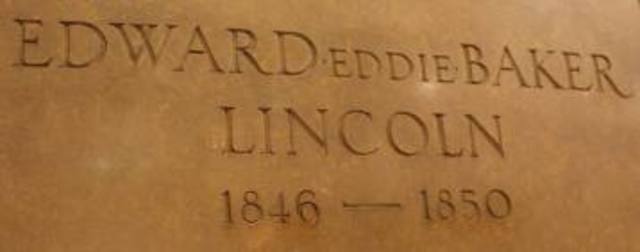 EDWARD·EDDIE·BAKER
LINCOLN
1846 — 1850